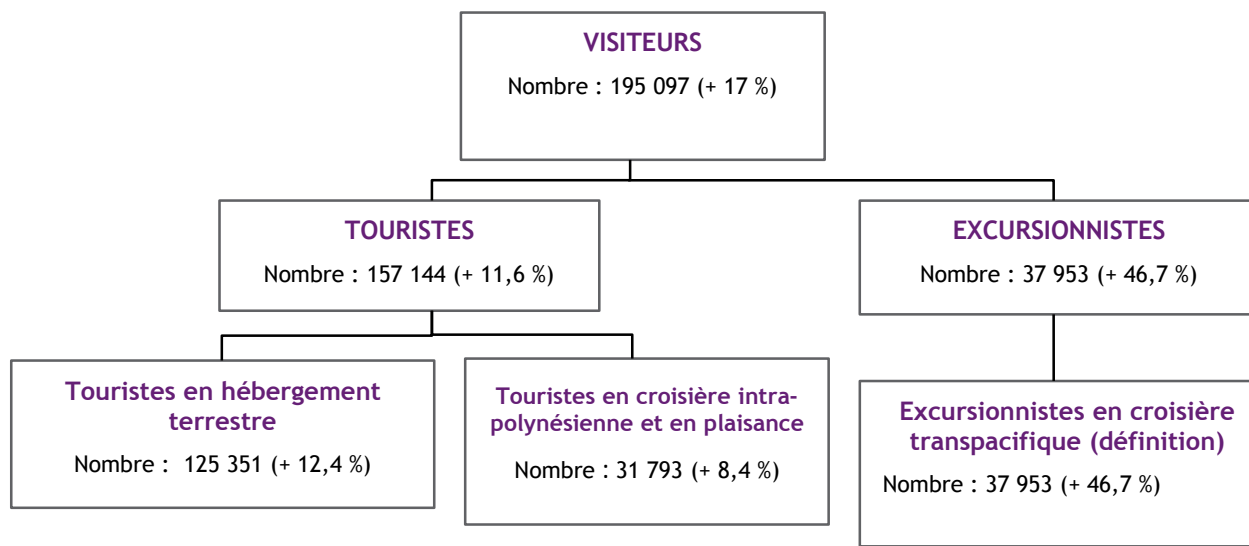 VISITEURS
Nombre : 195 097 (+ 17 %)
TOURISTES
Nombre : 157 144 (+ 11,6 %)
EXCURSIONNISTES
Nombre : 37 953 (+ 46,7 %)
Touristes en hébergement
terrestre
Nombre : 125 351 (+ 12,4 %)
Touristes en croisière intra-
polynésienne et en plaisance
Nombre : 31 793 (+ 8,4 %)
Excursionnistes en croisière
transpacifique (définition)
Nombre : 37 953 (+ 46,7 %)